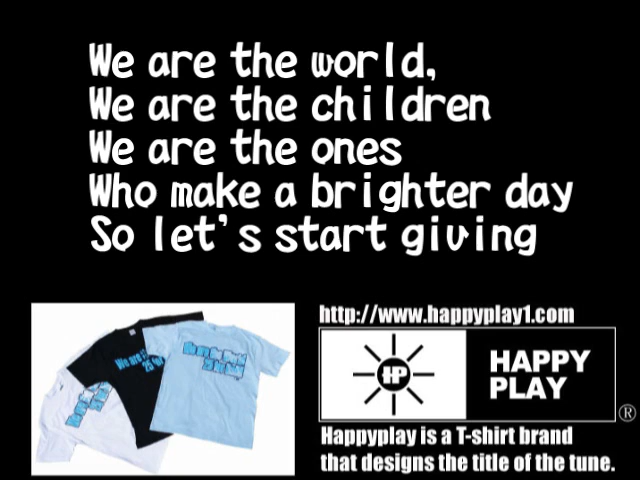 We are the world,
We are the children
We are the ones
Who make a brighter day
So let's start giving
http://www.happyplay1.com
HP
HAPPY
PLAY
®
Happyplay is a T-shirt brand
that designs the title of the tune.
We are